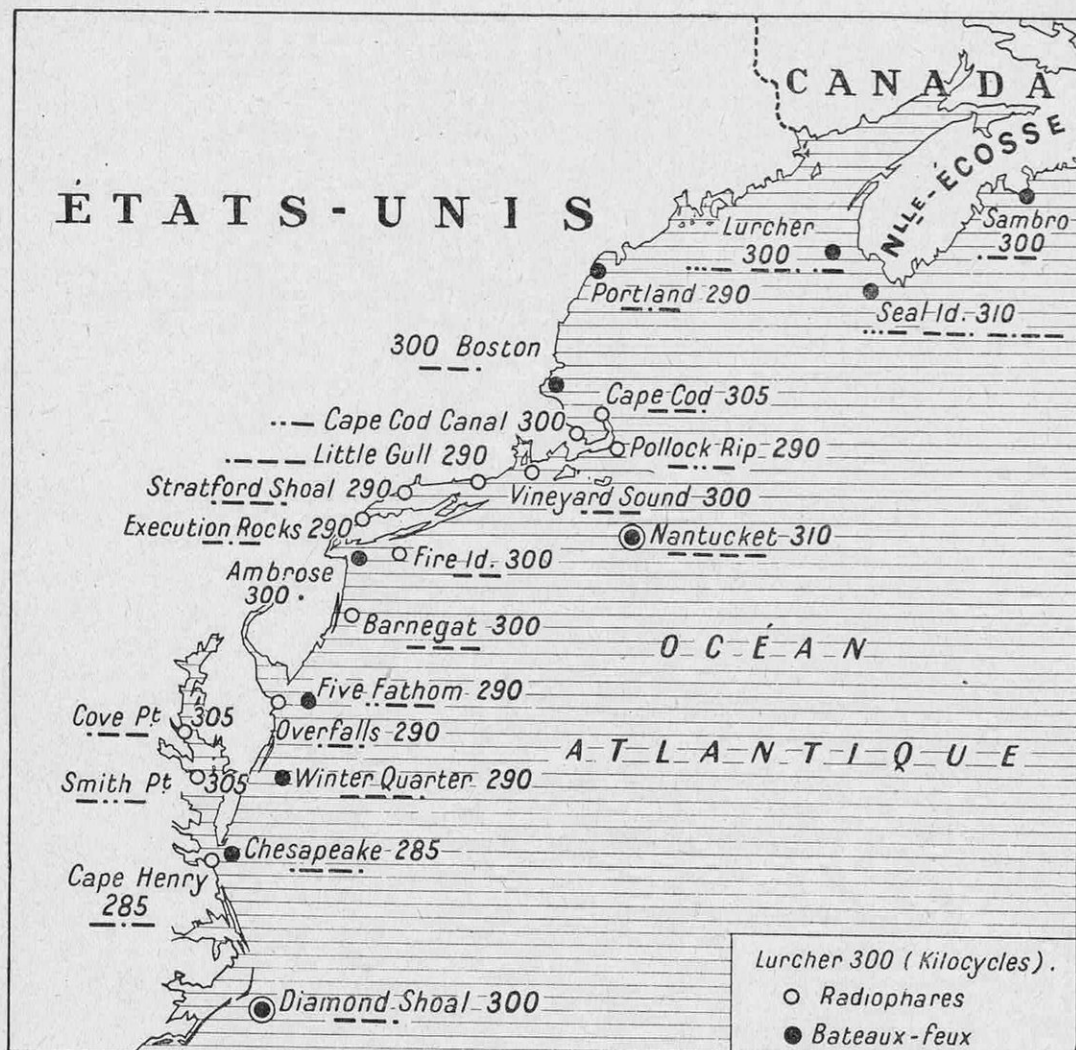 CANADA
ÉTATS-UNIS
Nlle-ÉCOSSE
Lurcher
300
Sambro
300
Portland 290
Seal Id. 310
300 Boston
Cape Cod 305
Cape Cod Canal 300
Little Gull 290
Pollock Rip 290
Stratford Shoal 290
Vineyard Sound 300
Execution Rocks 290
Nantucket 310
Fire Id. 300
Ambrose
300
Barnegat 300
OCÉAN
Five Fathom 290
Cove Pt 305
Overfalls 290
ATLANTIQUE
Smith Pt 305
Winter Quarter 290
Chesapeake 285
Cape Henry
285
Diamond Shoal 300
Lurcher 300 (Kilocycles).
Radiophares
Bateaux-feux